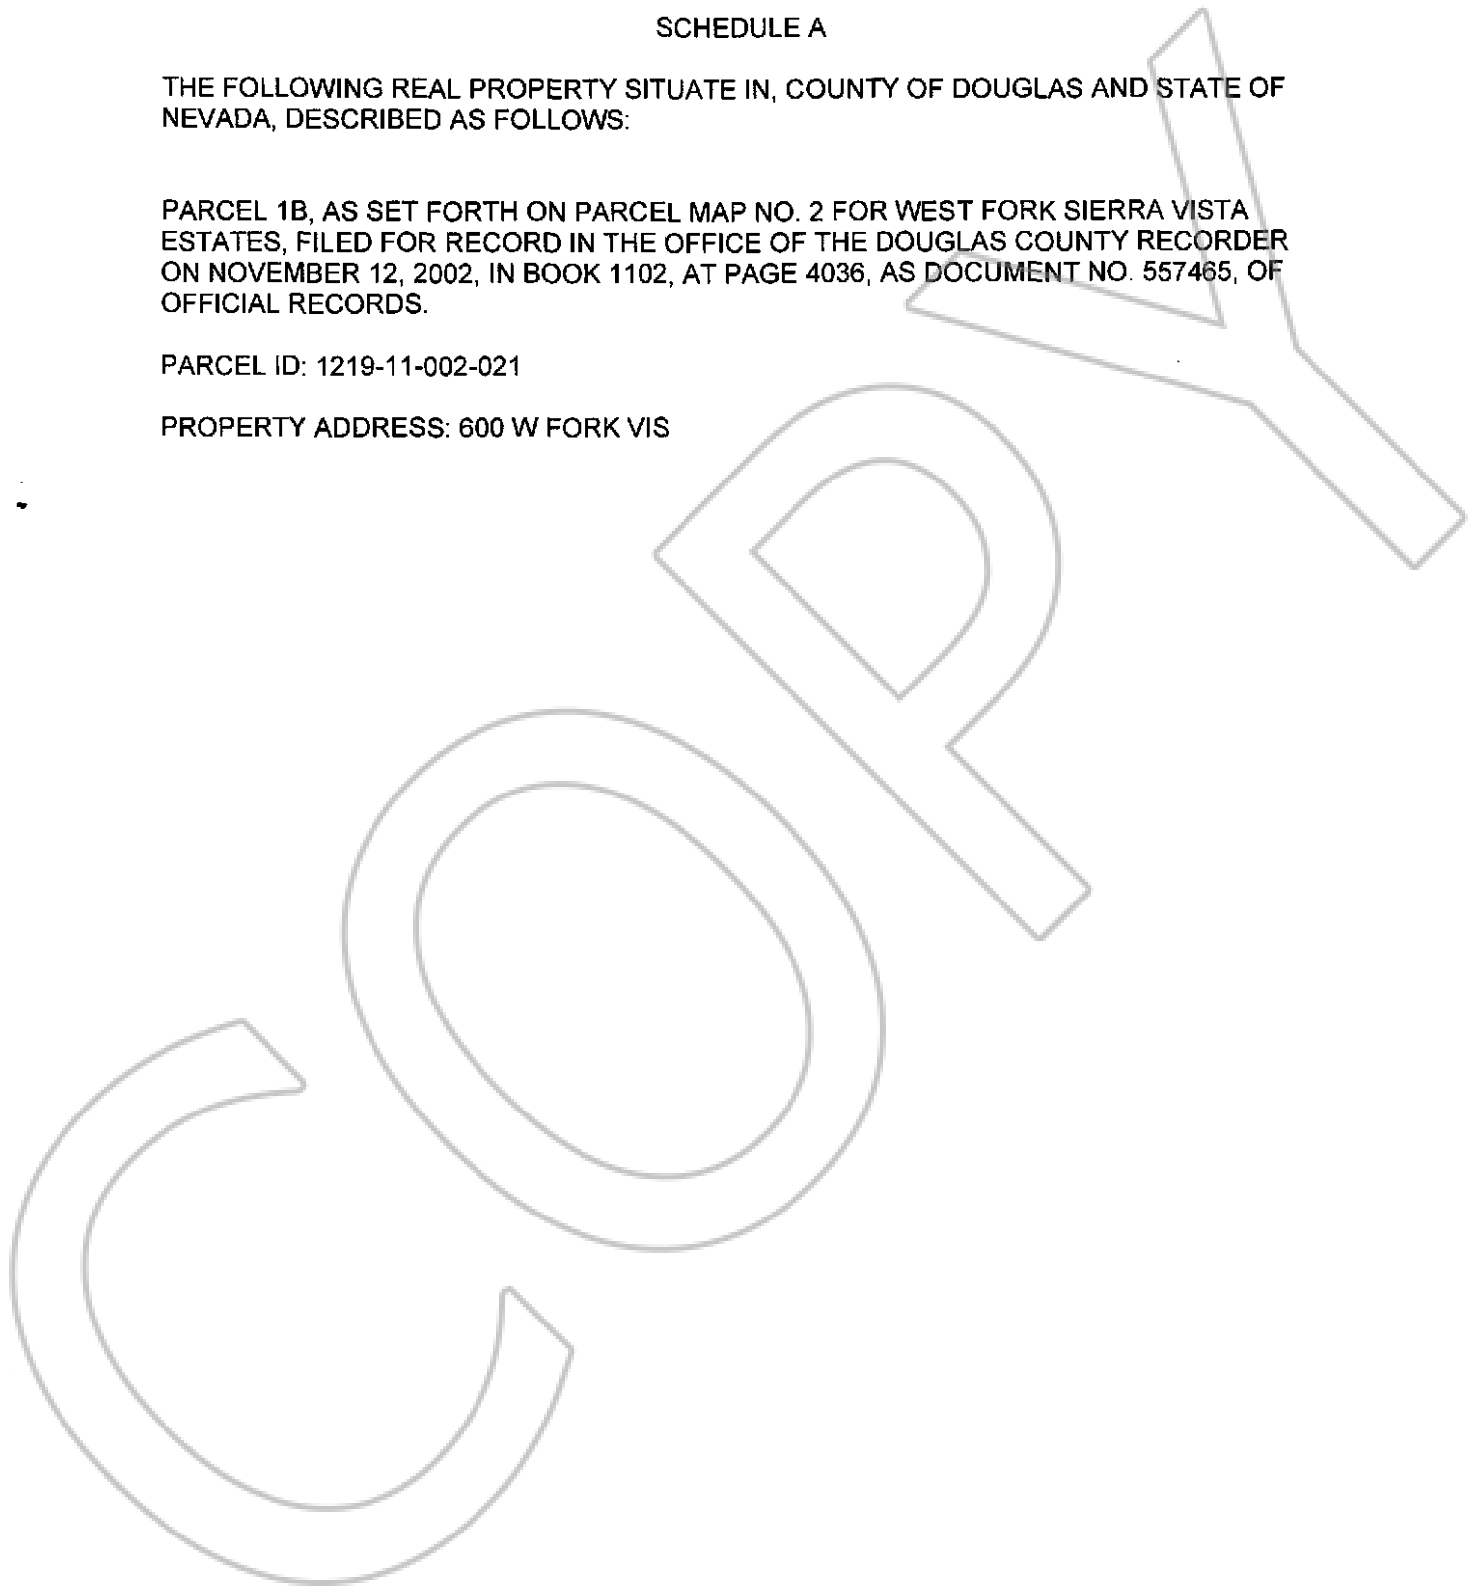 SCHEDULE A
THE FOLLOWING REAL PROPERTY SITUATE IN, COUNTY OF DOUGLAS AND STATE OF
NEVADA, DESCRIBED AS FOLLOWS:
PARCEL 1B, AS SET FORTH ON PARCEL MAP NO. 2 FOR WEST FORK SIERRA VISTA
ESTATES, FILED FOR RECORD IN THE OFFICE OF THE DOUGLAS COUNTY RECORDER
ON NOVEMBER 12, 2002, IN BOOK 1102, AT PAGE 4036, AS DOCUMENT NO. 557465, OF
OFFICIAL RECORDS.
PARCEL ID: 1219-11-002-021
PROPERTY ADDRESS: 600 W FORK VIS
COPY